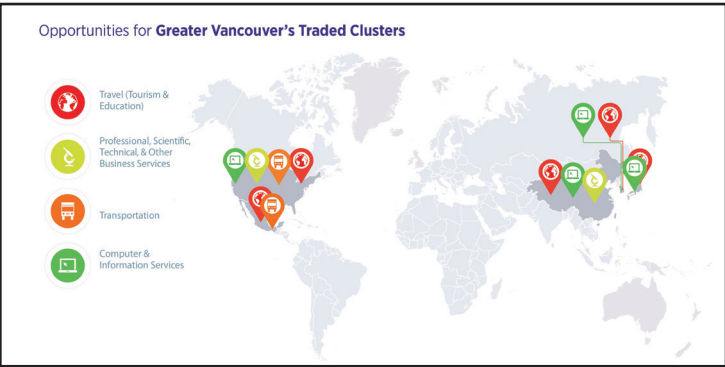 Opportunities for Greater Vancouver's Traded Clusters
Travel (Tourism &
Education)
Professional, Scientific,
Technical, & Other
Business Services
Transportation
Computer &
Information Services